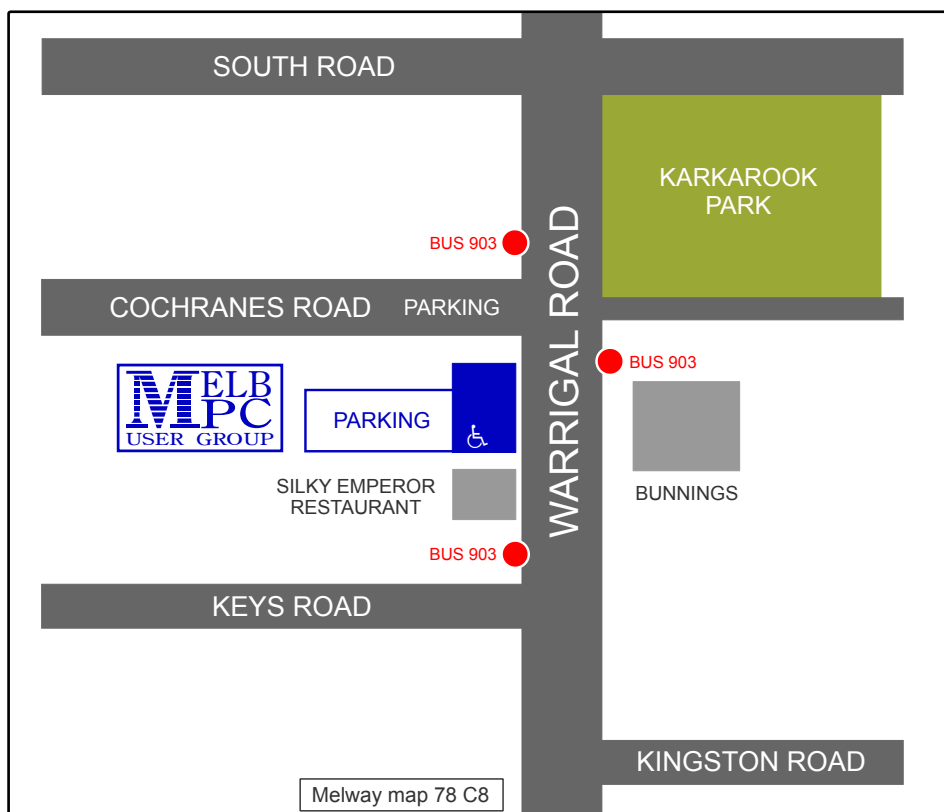 SOUTH ROAD
KARKAROOK
PARK
BUS 903
WARRIGAL ROAD
COCHRANES ROAD
PARKING
BUS 903
MELB
PC
USER GROUP
PARKING
SILKY EMPEROR
RESTAURANT
BUNNINGS
BUS 903
KEYS ROAD
KINGSTON ROAD
Melway map 78 C8